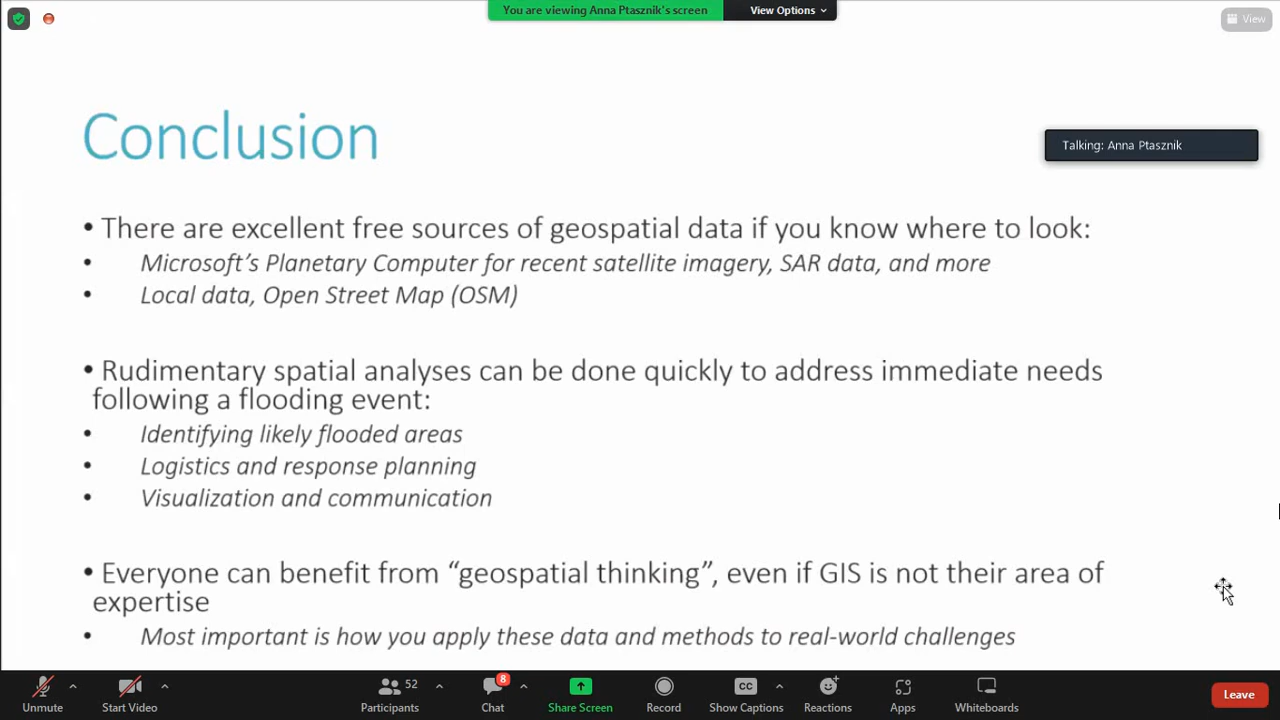 You are viewing Anna Ptasznik's screen
View Options
View
Conclusion
Talking: Anna Ptasznik
• There are excellent free sources of geospatial data if you know where to look:
• Microsoft's Planetary Computer for recent satellite imagery, SAR data, and more
• Local data, Open Street Map (OSM)
• Rudimentary spatial analyses can be done quickly to address immediate needs
following a flooding event:
• Identifying likely flooded areas
• Logistics and response planning
• Visualization and communication
• Everyone can benefit from “geospatial thinking”, even if GIS is not their area of
expertise
• Most important is how you apply these data and methods to real-world challenges
52
8
CC
Unmute
Start Video
Participants
Chat
Share Screen
Record
Show Captions
Reactions
Apps
Whiteboards
Leave